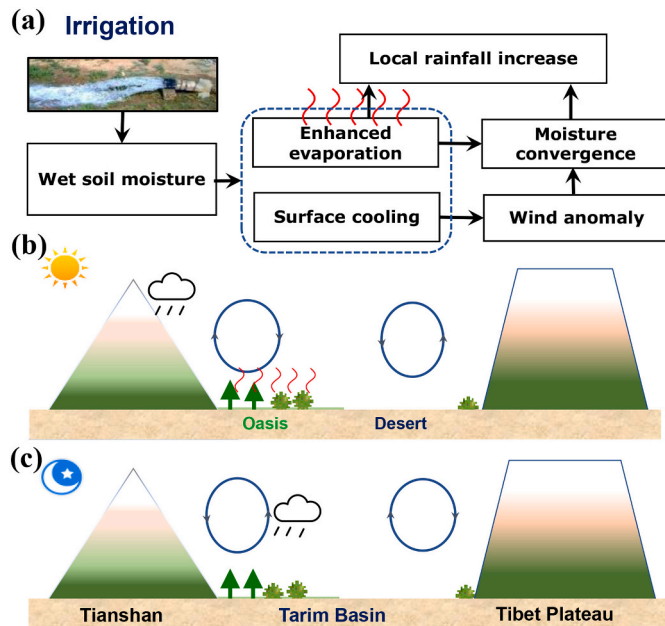 (a)
Irrigation
Local rainfall increase
Enhanced
evaporation
Moisture
convergence
Wet soil moisture
Surface cooling
Wind anomaly
(b)
Oasis
Desert
(c)
Tianshan
Tarim Basin
Tibet Plateau